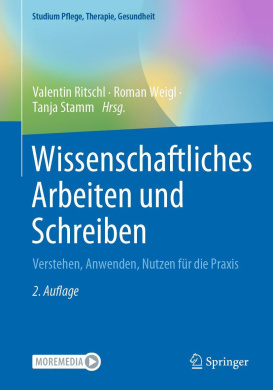 Studium Pflege, Therapie, Gesundheit
Valentin Ritschl · Roman Weigl ·
Tanja Stamm Hrsg.
Wissenschaftliches
Arbeiten und
Schreiben
Verstehen, Anwenden, Nutzen für die Praxis
2. Auflage
MOREMEDIA
Springer